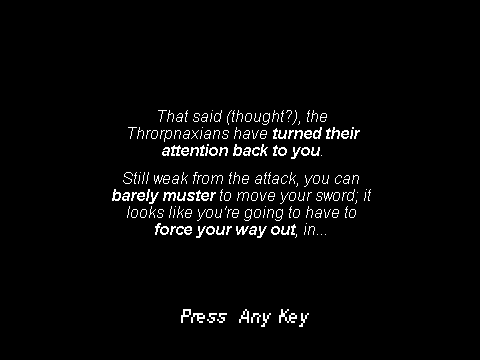 That said (thought?), the
Throrpnaxians have turned their
attention back to you.
Still weak from the attack, you can
barely muster to move your sword; it
looks like you're going to have to
force your way out, in...
Press Any Key